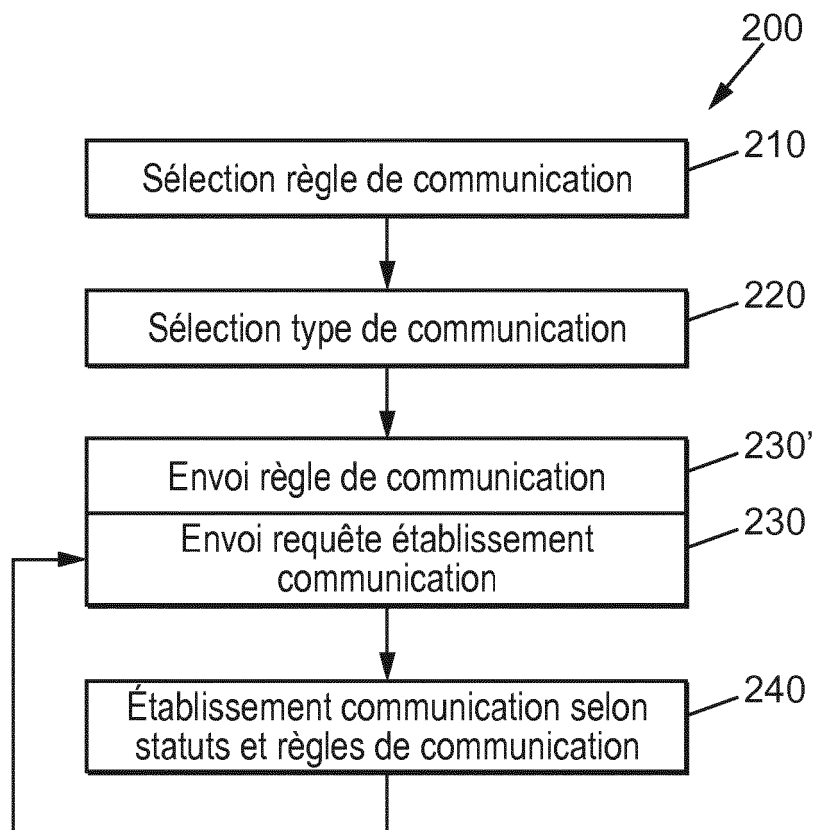 200
Sélection règle de communication
210
Sélection type de communication
220
Envoi règle de communication
230'
Envoi requête établissement
communication
230
Établissement communication selon
statuts et règles de communication
240